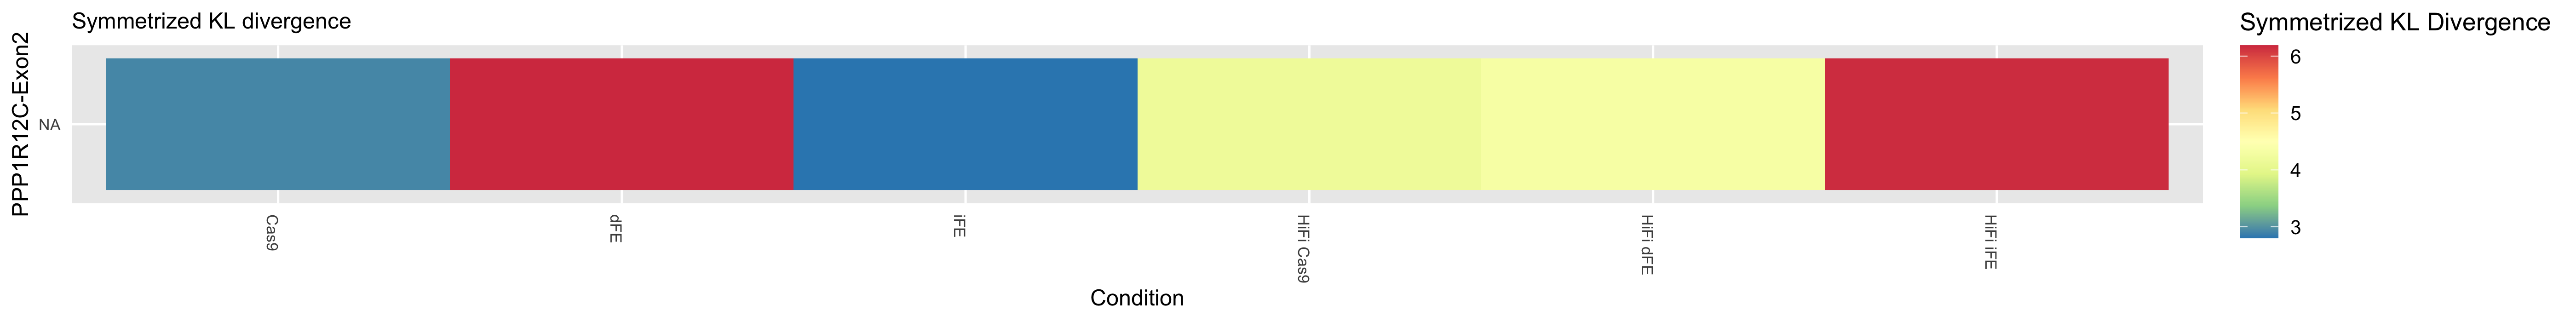 Symmetrized KL divergence
PPP1R12C-Exon2
NA
Cas9
dFE
iFE
HiFi Cas9
HiFi dFE
HiFi iFE
Condition
Symmetrized KL Divergence
6
5
4
3